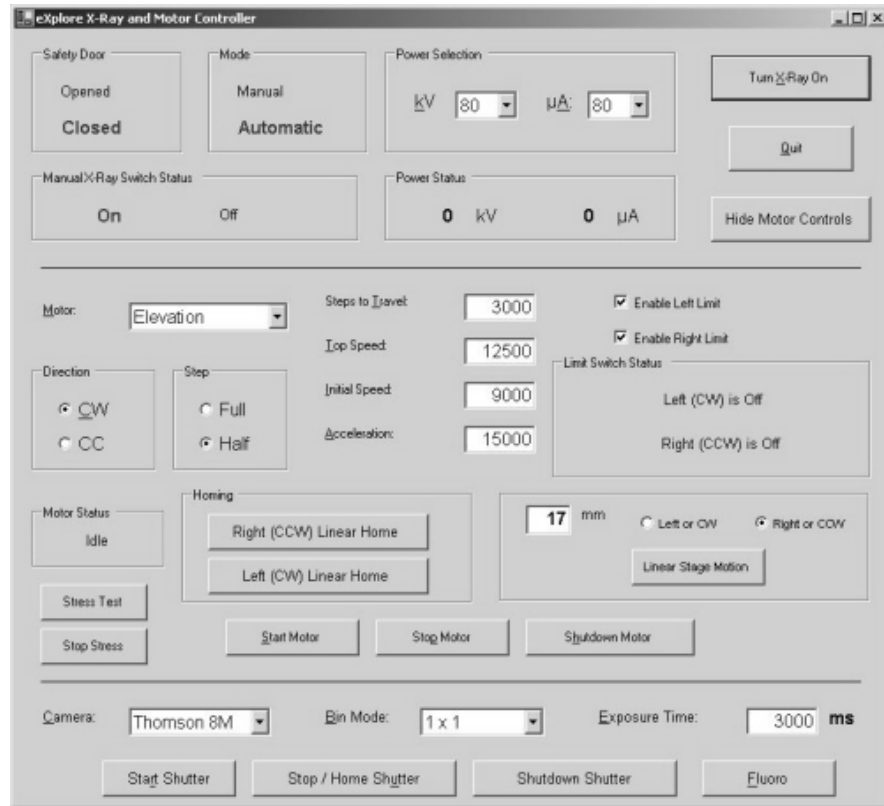 eXplore X-Ray and Motor Controller
Safety Door
Opened
Closed
Mode
Manual
Automatic
Power Selection
kV 80 µA: 80
Turn X-Ray On
Quit
Manual X-Ray Switch Status
On Off
Power Status
0 kV 0 µA
Hide Motor Controls
Motor: Elevation
Steps to Travel: 3000
Top Speed: 12500
Initial Speed: 9000
Acceleration: 15000
Enable Left Limit
Enable Right Limit
Direction
CW
CC
Step
Full
Half
Limit Switch Status
Left (CW) is Off
Right (CCW) is Off
Motor Status
Idle
Homing
Right (CCW) Linear Home
Left (CW) Linear Home
17 mm Left or CW Right or CCW
Linear Stage Motion
Stress Test
Stop Stress
Start Motor
Stop Motor
Shutdown Motor
Camera: Thomson 8M
Bin Mode: 1 x 1
Exposure Time: 3000 ms
Start Shutter
Stop / Home Shutter
Shutdown Shutter
Fluoro